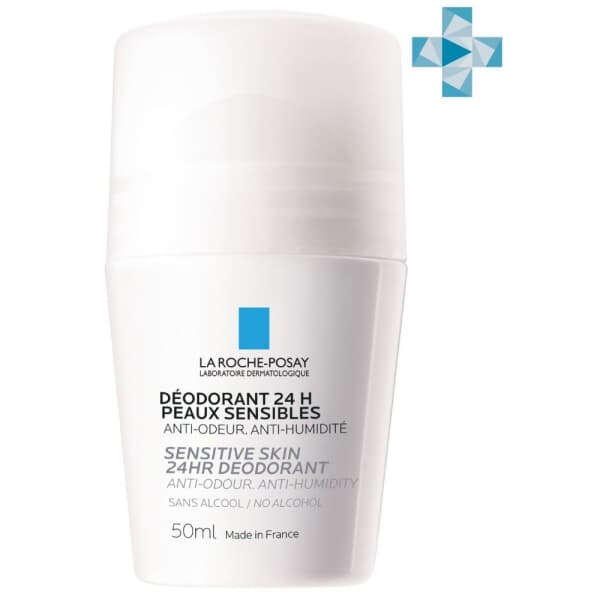 LA ROCHE-POSAY
LABORATOIRE DERMATOLOGIQUE
DÉODORANT 24 H
PEAUX SENSIBLES
ANTI-ODEUR. ANTI-HUMIDITÉ
SENSITIVE SKIN
24HR DEODORANT
ANTI-ODOUR. ANTI-HUMIDITY
SANS ALCOOL / NO ALCOHOL
50ml Made in France